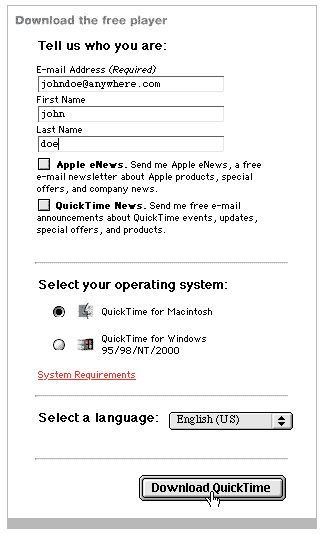 Download the free player
Tell us who you are:
E-mail Address (Required)
johndoe@anywhere.com
First Name
john
Last Name
doe
Apple eNews. Send me Apple eNews, a free
e-mail newsletter about Apple products, special
offers, and company news.
QuickTime News. Send me free e-mail
announcements about QuickTime events, updates,
special offers, and products.
Select your operating system:
QuickTime for Macintosh
QuickTime for Windows
95/98/NT/2000
System Requirements
Select a language: English (US)
Download QuickTime